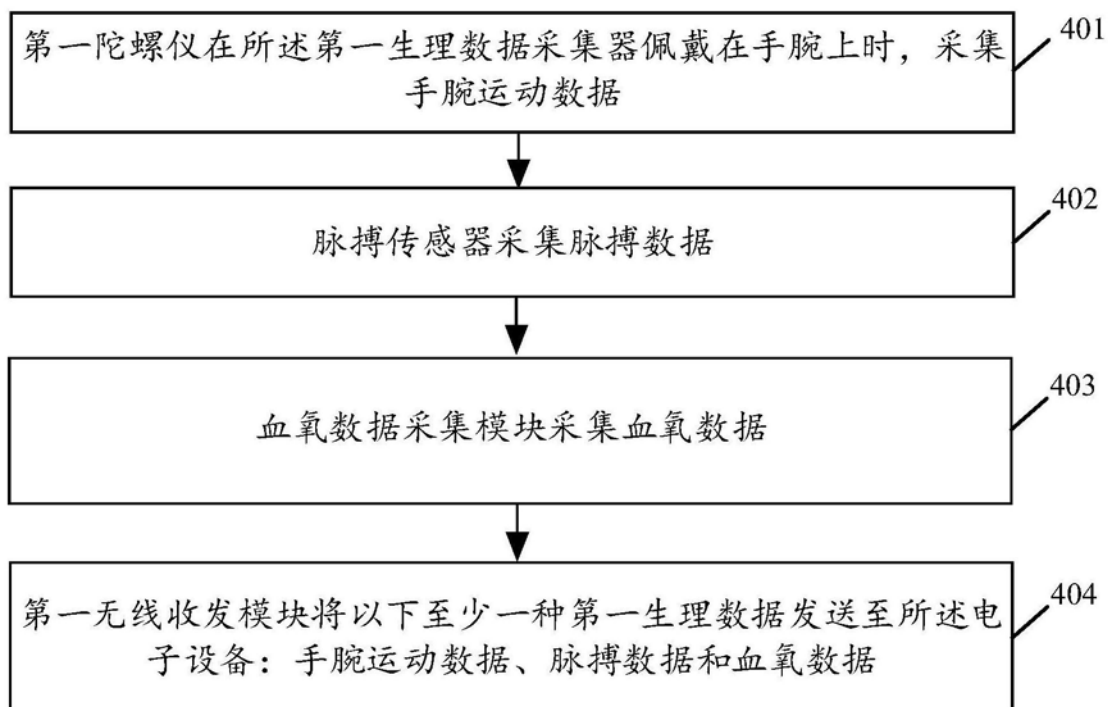 第一陀螺仪在所述第一生理数据采集器佩戴在手腕上时，采集
手腕运动数据
401
脉搏传感器采集脉搏数据
402
血氧数据采集模块采集血氧数据
403
第一无线收发模块将以下至少一种第一生理数据发送至所述电
子设备：手腕运动数据、脉搏数据和血氧数据
404